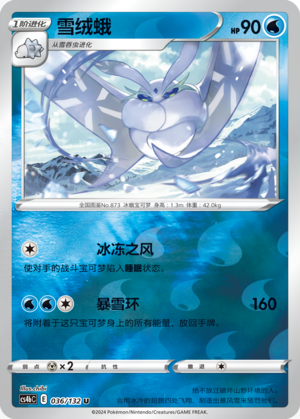 1阶进化
雪绒蛾
HP90
从雪吞虫进化
全国图鉴No.873 冰蛾宝可梦 身高：1.3m 体重：42.0kg
冰冻之风
使对手的战斗宝可梦陷入睡眠状态。
暴雪环 160
将附着于这只宝可梦身上的所有能量，放回手牌。
弱点 ×2 抗性 撤退
Illus.chibi
cs4bC E 036/132 U
©2024 Pokémon/Nintendo/Creatures/GAME FREAK.